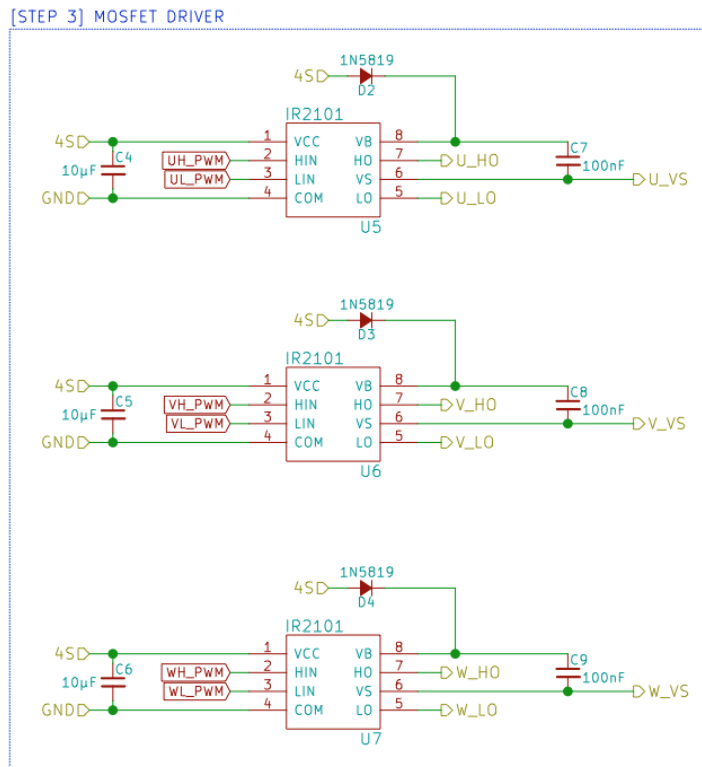 [STEP 3] MOSFET DRIVER
1N5819
4S
D2
IR2101
4S 1 VCC VB 8
C4 C7
10µF UH_PWM 2 HIN HO 7 U_HO 100nF
UL_PWM 3 LIN VS 6 U_VS
GND 4 COM LO 5 U_LO
U5
1N5819
4S
D3
IR2101
4S 1 VCC VB 8
C5 C8
10µF VH_PWM 2 HIN HO 7 V_HO 100nF
VL_PWM 3 LIN VS 6 V_VS
GND 4 COM LO 5 V_LO
U6
1N5819
4S
D4
IR2101
4S 1 VCC VB 8
C6 C9
10µF WH_PWM 2 HIN HO 7 W_HO 100nF
WL_PWM 3 LIN VS 6 W_VS
GND 4 COM LO 5 W_LO
U7